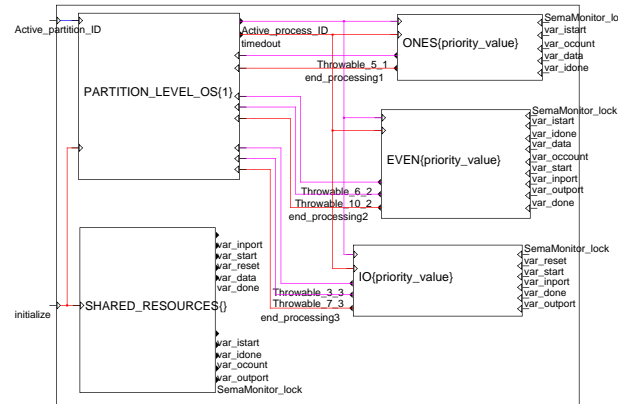 Active_partition_ID
PARTITION_LEVEL_OS{1}
Active_process_ID
timedout
Throwable_5_1
end_processing1
ONES{priority_value}
SemaMonitor_lo
var_istart
var_ocount
var_data
var_idone
EVEN{priority_value}
Throwable_6_2
Throwable_10_2
end_processing2
SemaMonitor_lock
var_istart
var_idone
var_data
var_occount
var_start
var_inport
var_outport
var_done
IO{priority_value}
Throwable_3_3
Throwable_7_3
end_processing3
SemaMonitor_lock
var_reset
var_start
var_inport
var_done
var_outport
initialize
SHARED_RESOURCES{}
var_inport
var_start
var_reset
var_data
var_done
var_istart
var_idone
var_ocount
var_outport
SemaMonitor_lock